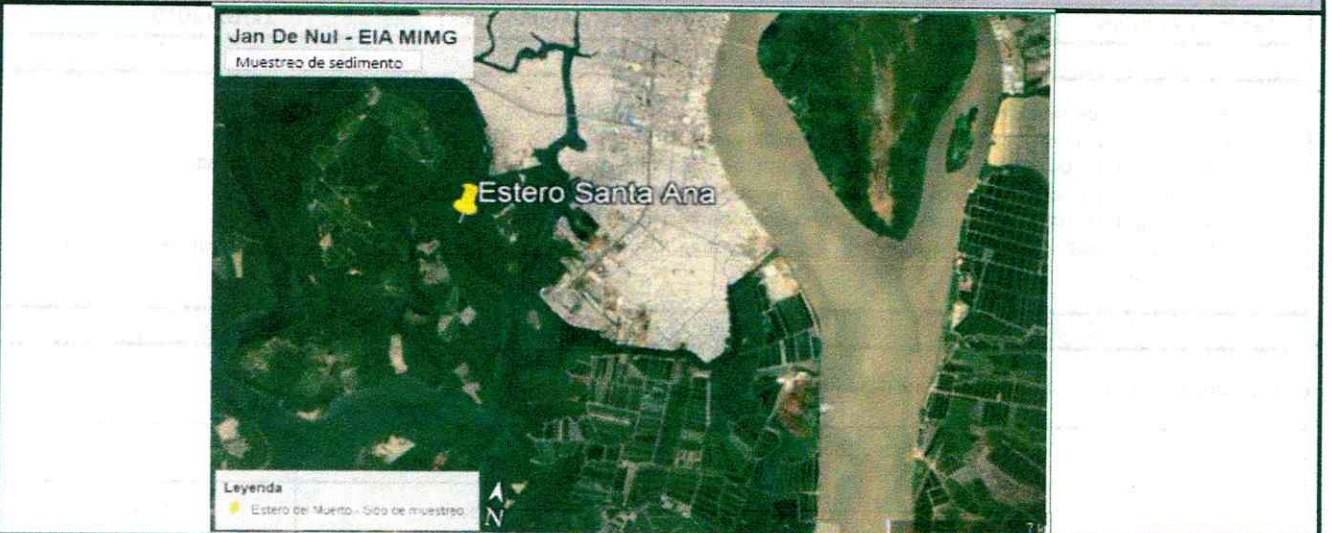 Jan De Nul - EIA MIMG
Muestreo de sedimento
Estero Santa Ana
Leyenda
Estero del Muerto - Sitio de muestreo
N